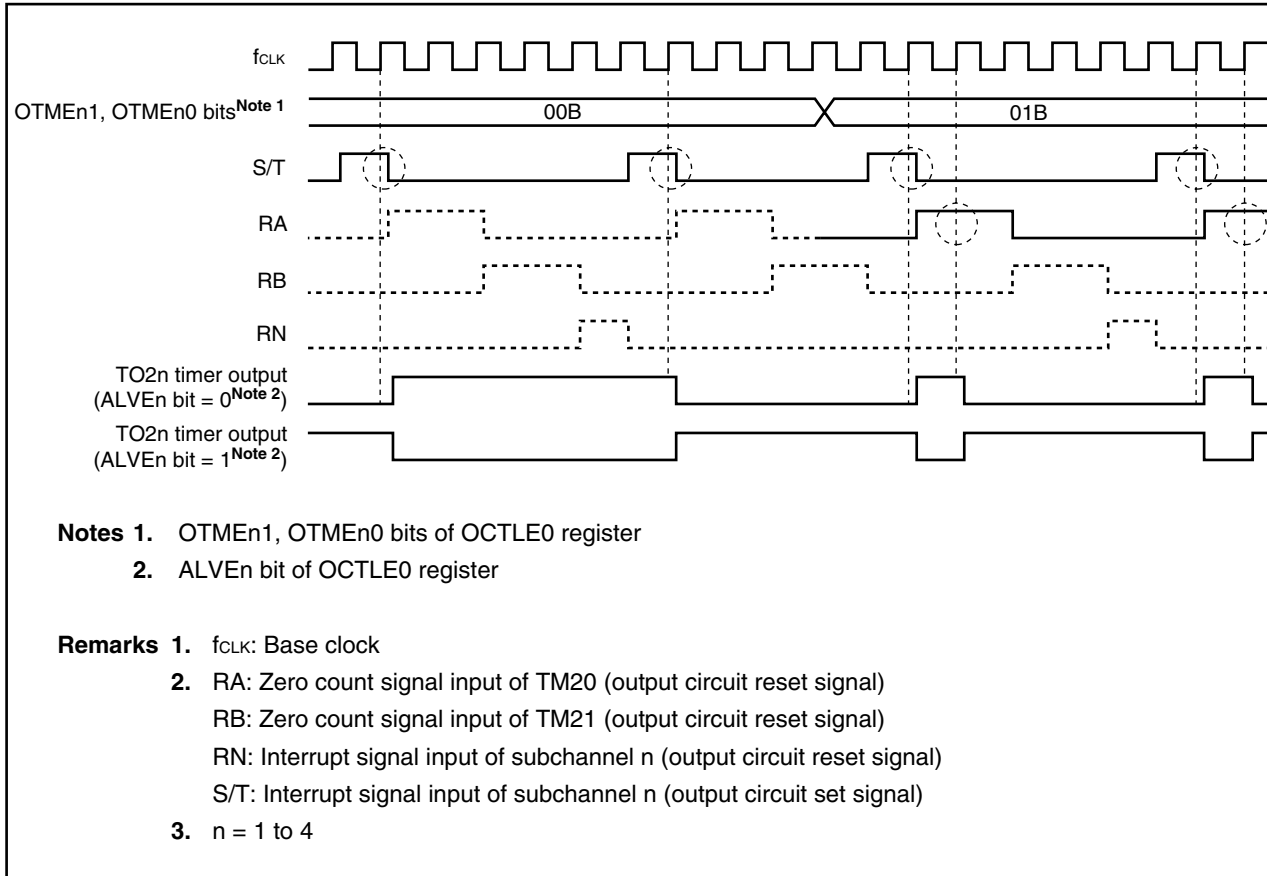 fCLK
OTMEn1, OTMEn0 bitsNote 1
00B
01B
S/T
RA
RB
RN
TO2n timer output
(ALVEn bit = 0Note 2)
TO2n timer output
(ALVEn bit = 1Note 2)
Notes 1. OTMEn1, OTMEn0 bits of OCTLE0 register
2. ALVEn bit of OCTLE0 register
Remarks 1. fCLK: Base clock
2. RA: Zero count signal input of TM20 (output circuit reset signal)
RB: Zero count signal input of TM21 (output circuit reset signal)
RN: Interrupt signal input of subchannel n (output circuit reset signal)
S/T: Interrupt signal input of subchannel n (output circuit set signal)
3. n = 1 to 4